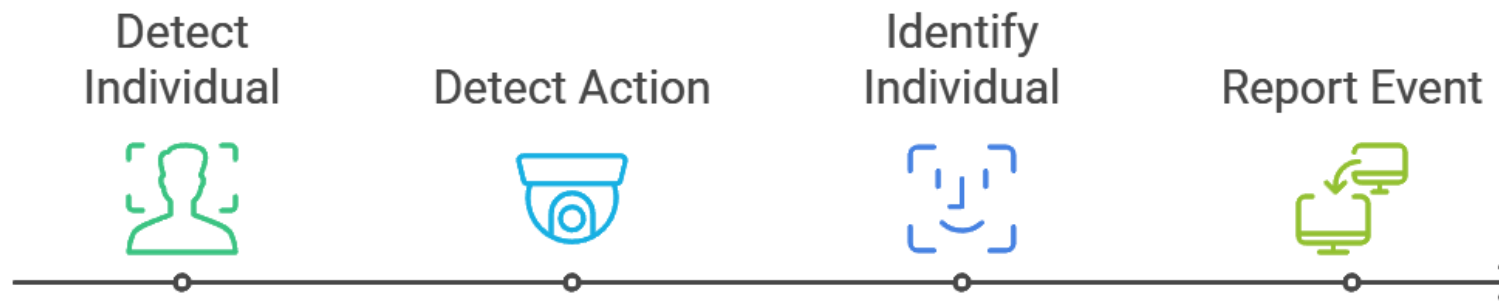 Detect
Individual
Detect Action
Identify
Individual
Report Event